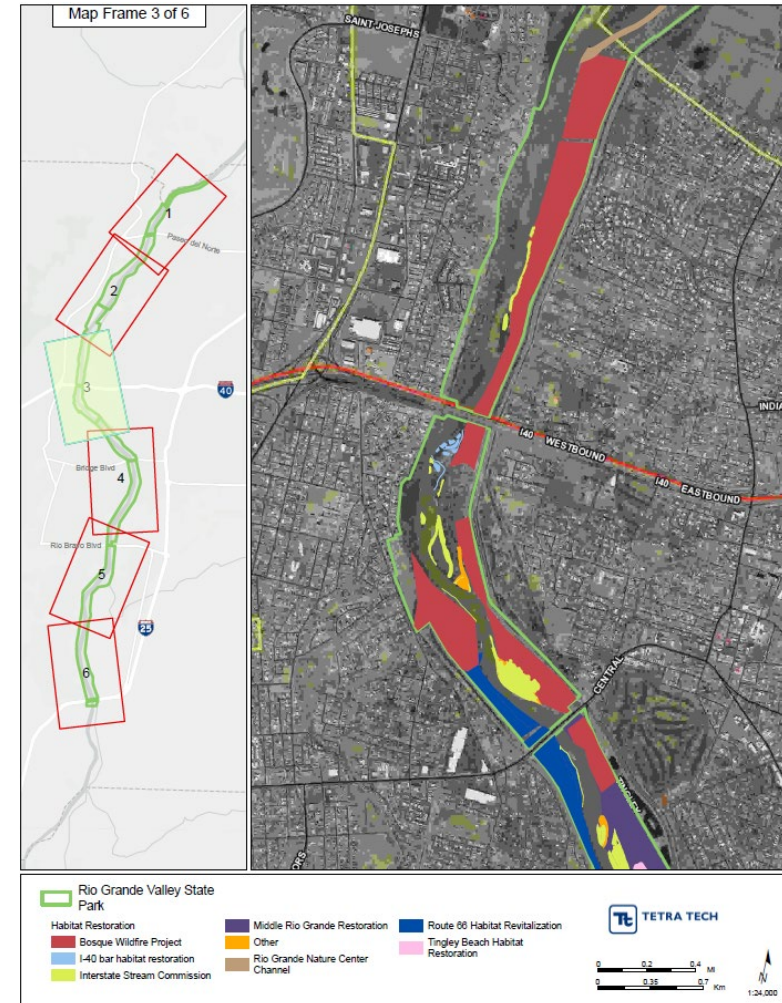 Map Frame 3 of 6
1
Paseo del Norte
2
3
40
Bridge Blvd
4
Rio Bravo Blvd
5
25
6
SAINT JOSEPHS
I40 WESTBOUND
I40 EASTBOUND
INDIA
CENTRAL
TINGLEY
ORS
Rio Grande Valley State
Park
Habitat Restoration
Bosque Wildfire Project
I-40 bar habitat restoration
Interstate Stream Commission
Middle Rio Grande Restoration
Other
Rio Grande Nature Center
Channel
Route 66 Habitat Revitalization
Tingley Beach Habitat
Restoration
Tt TETRA TECH
0 0.2 0.4 MI
0 0.35 0.7 Km
N
1:24,000